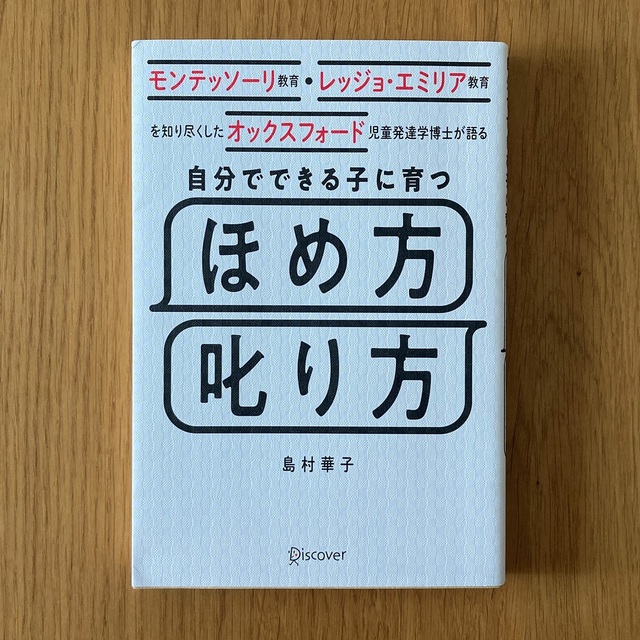 モンテッソーリ教育・レッジョ・エミリア教育
を知り尽くしたオックスフォード児童発達学博士が語る
自分でできる子に育つ
ほめ方
叱り方
島村華子
Discover